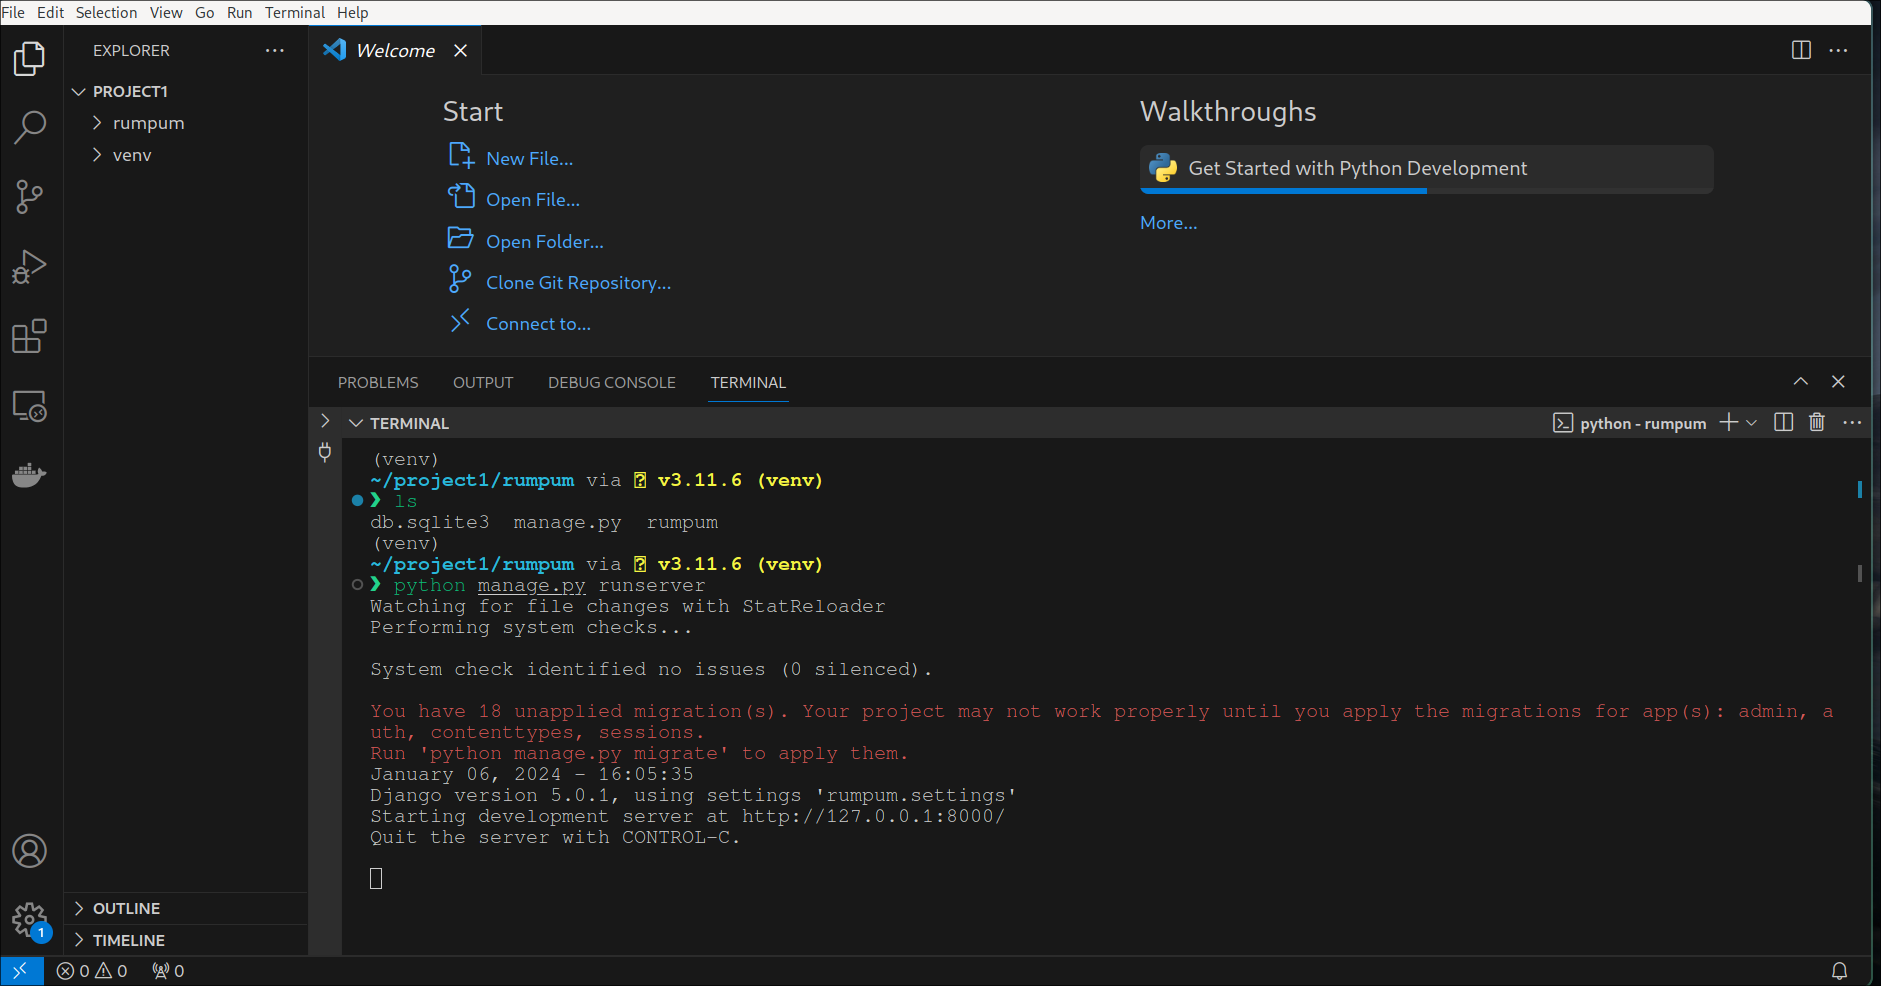 File Edit Selection View Go Run Terminal Help
EXPLORER
PROJECT1
rumpum
venv
OUTLINE
TIMELINE
Welcome
Start
New File...
Open File...
Open Folder...
Clone Git Repository...
Connect to...
Walkthroughs
Get Started with Python Development
More...
PROBLEMS OUTPUT DEBUG CONSOLE TERMINAL
TERMINAL
python - rumpum
(venv)
~/project1/rumpum via v3.11.6 (venv)
❯ ls
db.sqlite3 manage.py rumpum
(venv)
~/project1/rumpum via v3.11.6 (venv)
❯ python manage.py runserver
Watching for file changes with StatReloader
Performing system checks...
System check identified no issues (0 silenced).
You have 18 unapplied migration(s). Your project may not work properly until you apply the migrations for app(s): admin, a
uth, contenttypes, sessions.
Run 'python manage.py migrate' to apply them.
January 06, 2024 - 16:05:35
Django version 5.0.1, using settings 'rumpum.settings'
Starting development server at http://127.0.0.1:8000/
Quit the server with CONTROL-C.
1
0 0 0